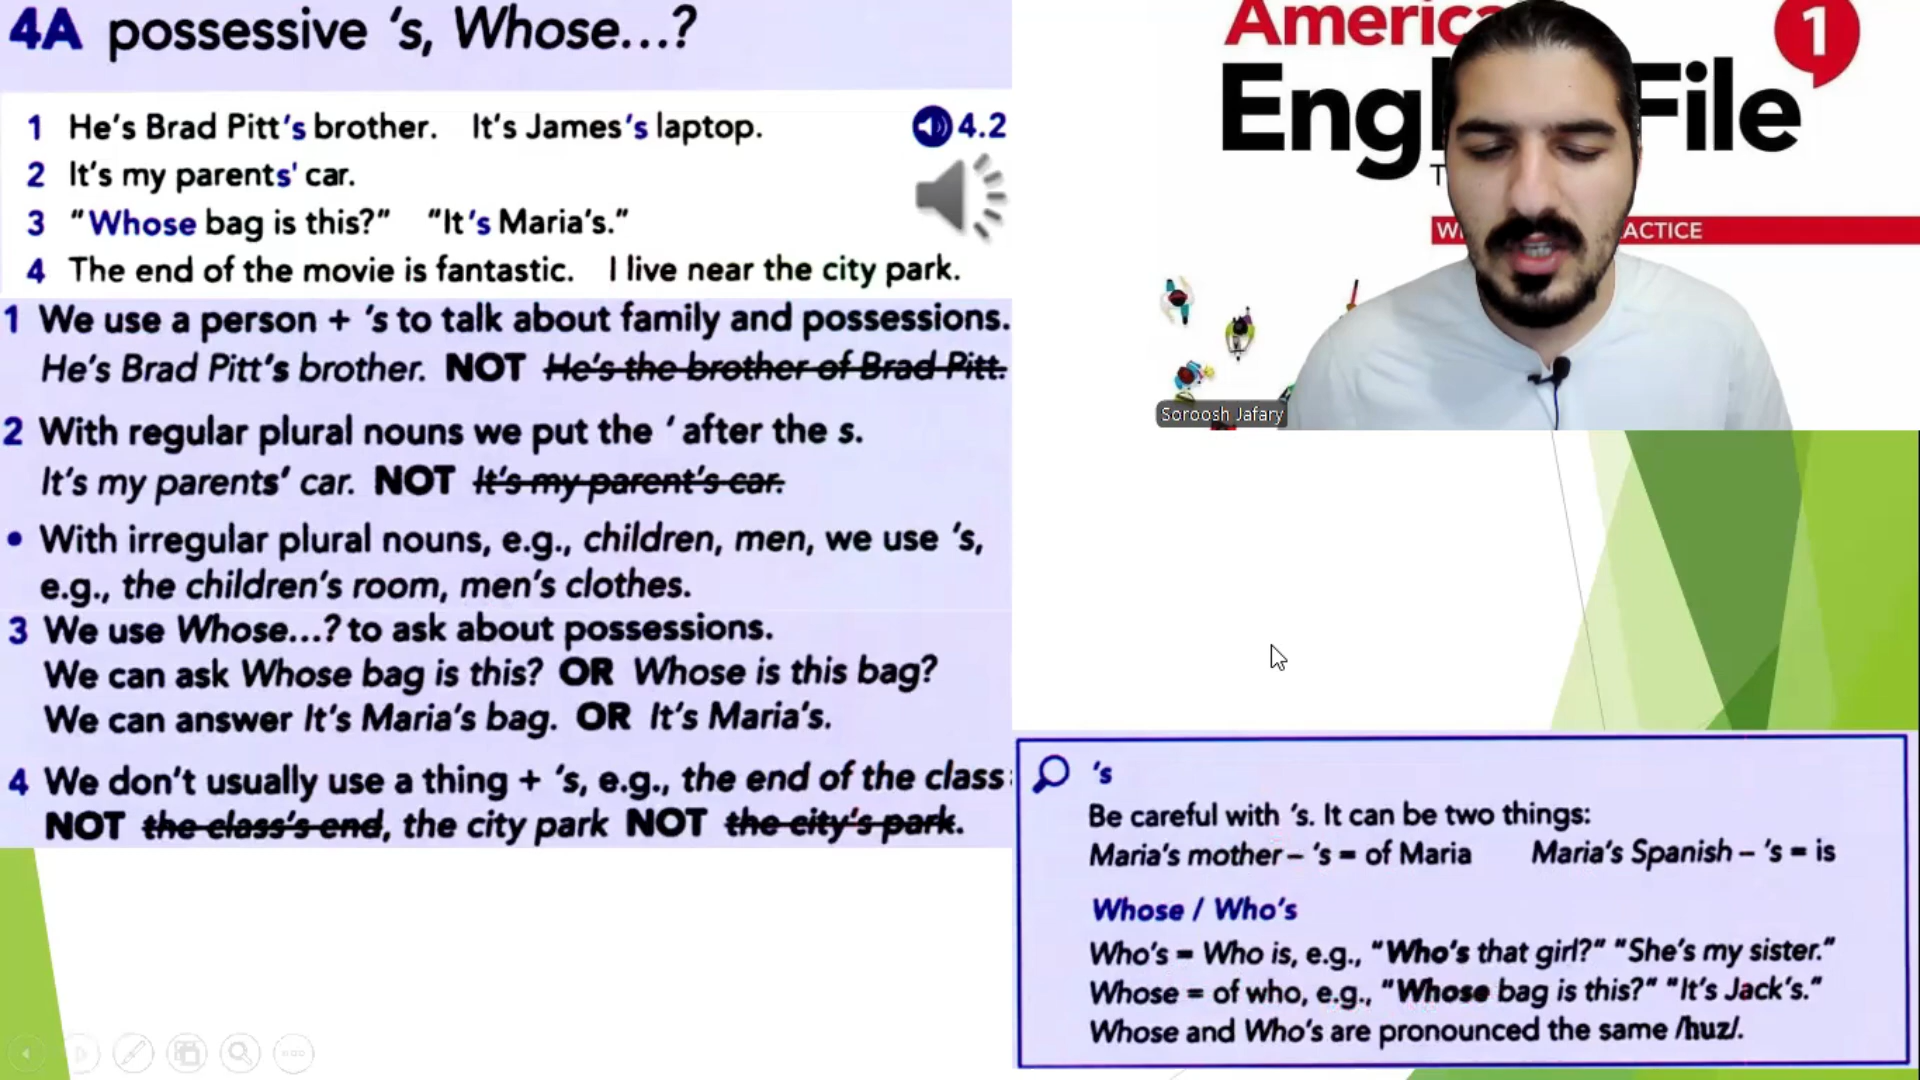 4A possessive 's, Whose...?
1 He's Brad Pitt's brother. It's James's laptop. 4.2
2 It's my parents' car.
3 "Whose bag is this?" "It's Maria's."
4 The end of the movie is fantastic. I live near the city park.
1 We use a person + 's to talk about family and possessions.
He's Brad Pitt's brother. NOT He's the brother of Brad Pitt.
2 With regular plural nouns we put the ' after the s.
It's my parents' car. NOT It's my parent's car.
• With irregular plural nouns, e.g., children, men, we use 's,
e.g., the children's room, men's clothes.
3 We use Whose...? to ask about possessions.
We can ask Whose bag is this? OR Whose is this bag?
We can answer It's Maria's bag. OR It's Maria's.
4 We don't usually use a thing + 's, e.g., the end of the class
NOT the class's end, the city park NOT the city's park.
1
File
ACTICE
Soroosh Jafary
's
Be careful with 's. It can be two things:
Maria's mother – 's = of Maria Maria's Spanish – 's = is
Whose / Who's
Who's = Who is, e.g., "Who's that girl?" "She's my sister."
Whose = of who, e.g., "Whose bag is this?" "It's Jack's."
Whose and Who's are pronounced the same /huz/.